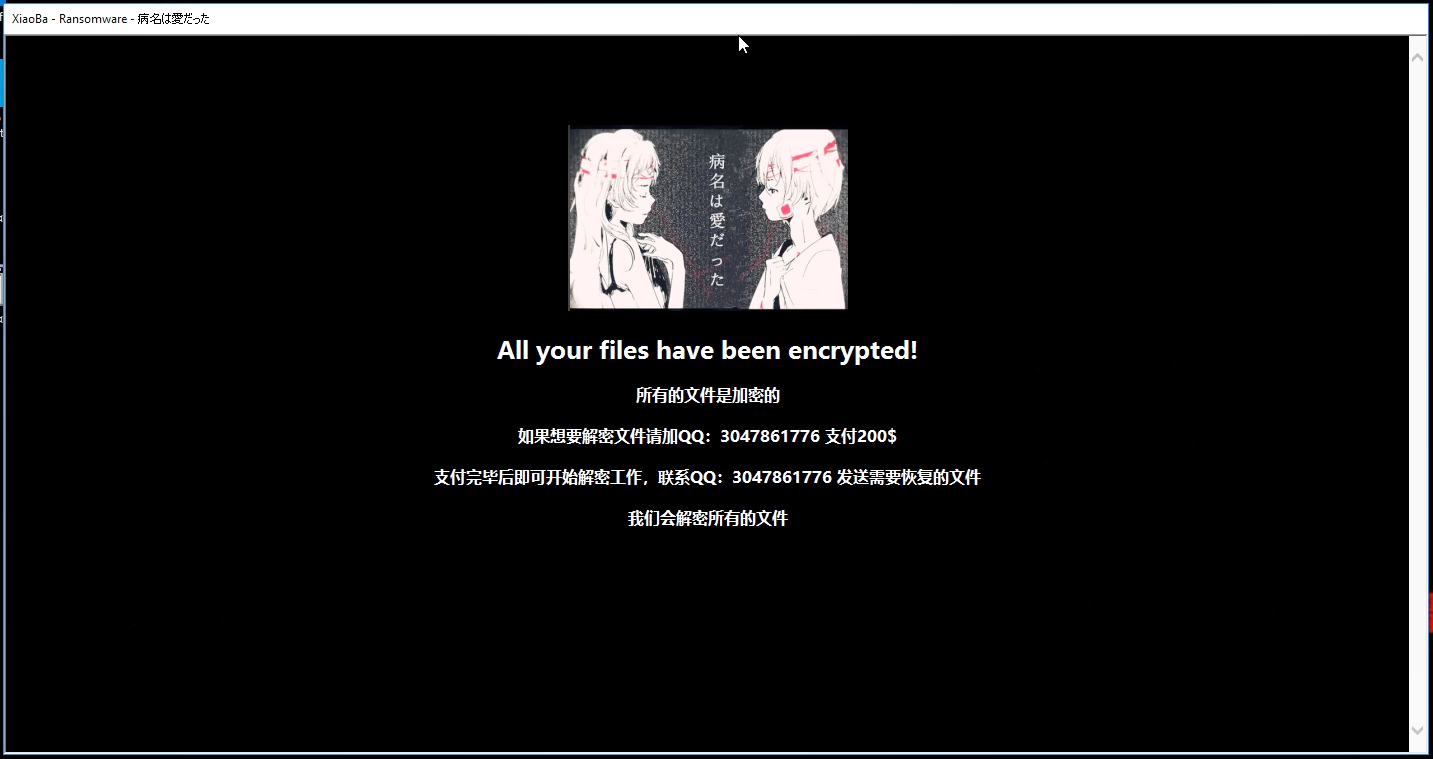 XiaoBa - Ransomware - 病名は愛だった
病名は愛だった
All your files have been encrypted!
所有的文件是加密的
如果想要解密文件请加QQ：3047861776 支付200$
支付完毕后即可开始解密工作，联系QQ：3047861776 发送需要恢复的文件
我们会解密所有的文件